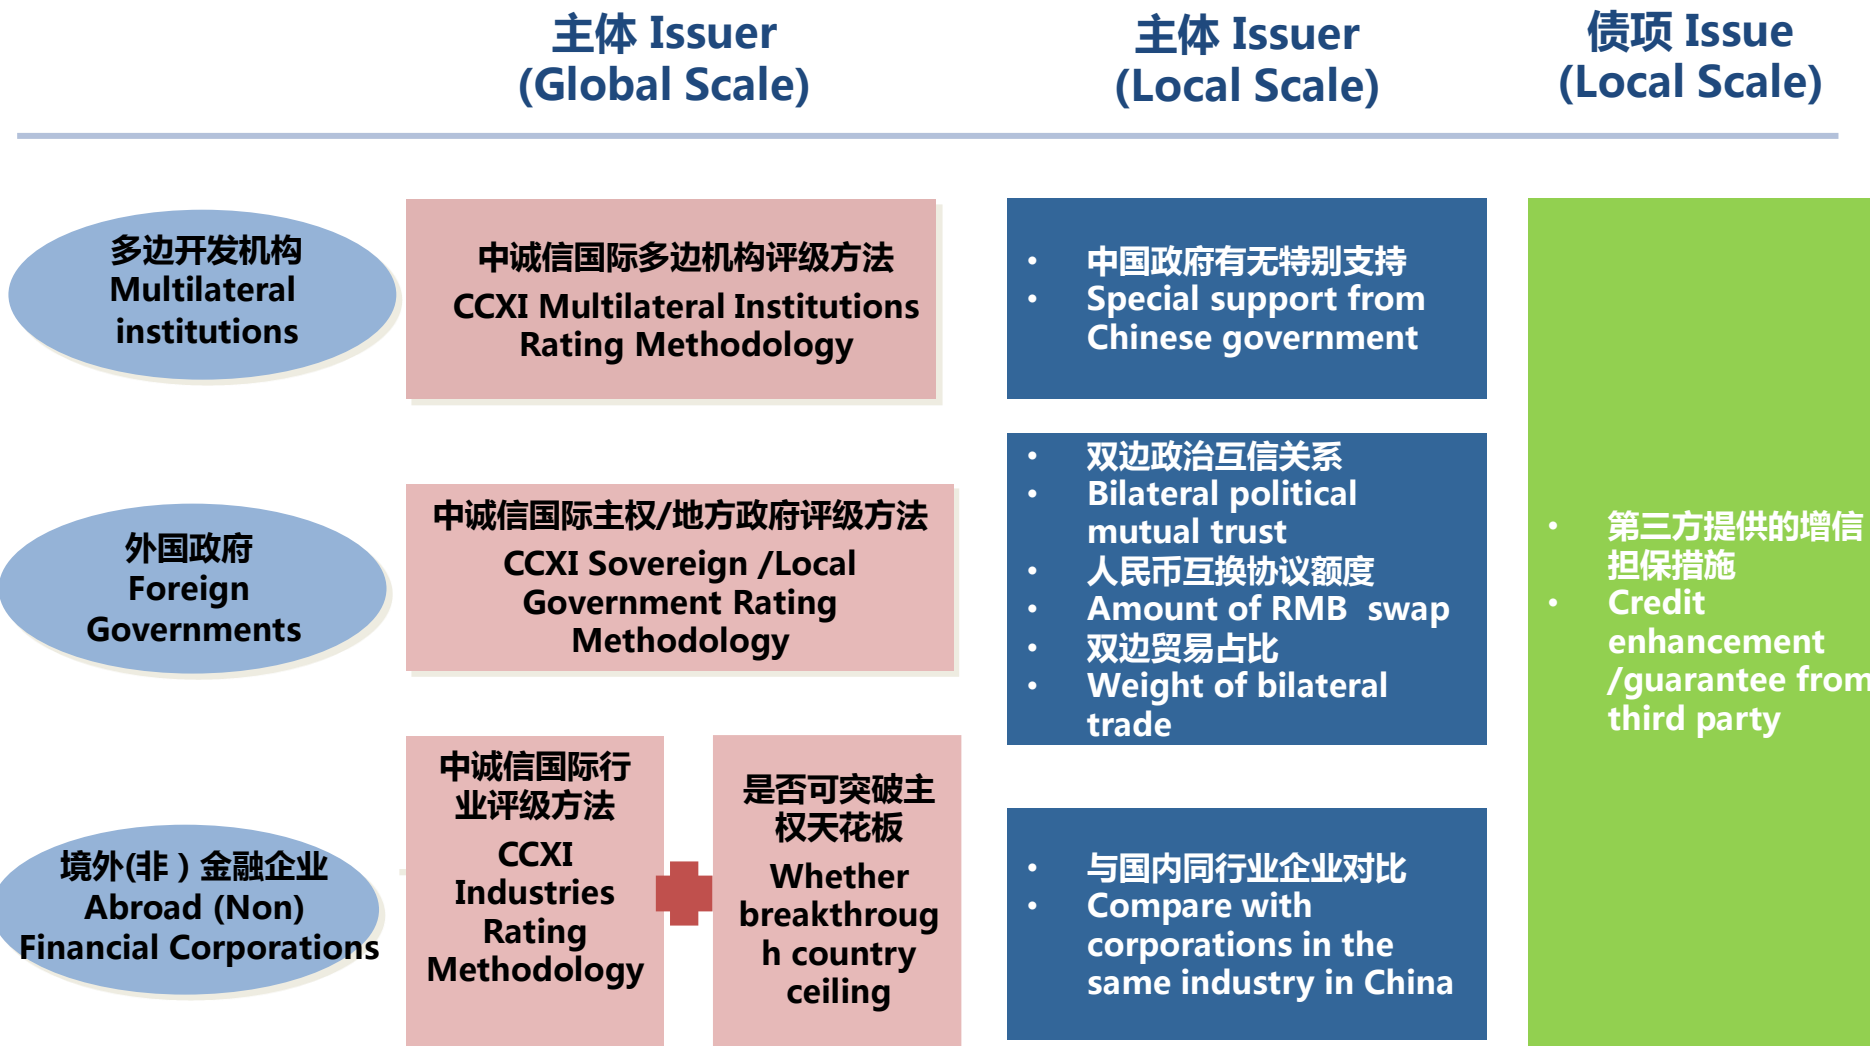 主体 Issuer
(Global Scale)
主体 Issuer
(Local Scale)
债项 Issue
(Local Scale)
多边开发机构
Multilateral
institutions
中诚信国际多边机构评级方法
CCXI Multilateral Institutions
Rating Methodology
• 中国政府有无特别支持
• Special support from
Chinese government
外国政府
Foreign
Governments
中诚信国际主权/地方政府评级方法
CCXI Sovereign /Local
Government Rating
Methodology
• 双边政治互信关系
• Bilateral political
mutual trust
• 人民币互换协议额度
• Amount of RMB swap
• 双边贸易占比
• Weight of bilateral
trade
境外(非）金融企业
Abroad (Non)
Financial Corporations
中诚信国际行
业评级方法
CCXI
Industries
Rating
Methodology
是否可突破主
权天花板
Whether
breakthroug
h country
ceiling
• 与国内同行业企业对比
• Compare with
corporations in the
same industry in China
• 第三方提供的增信
担保措施
• Credit
enhancement
/guarantee from
third party